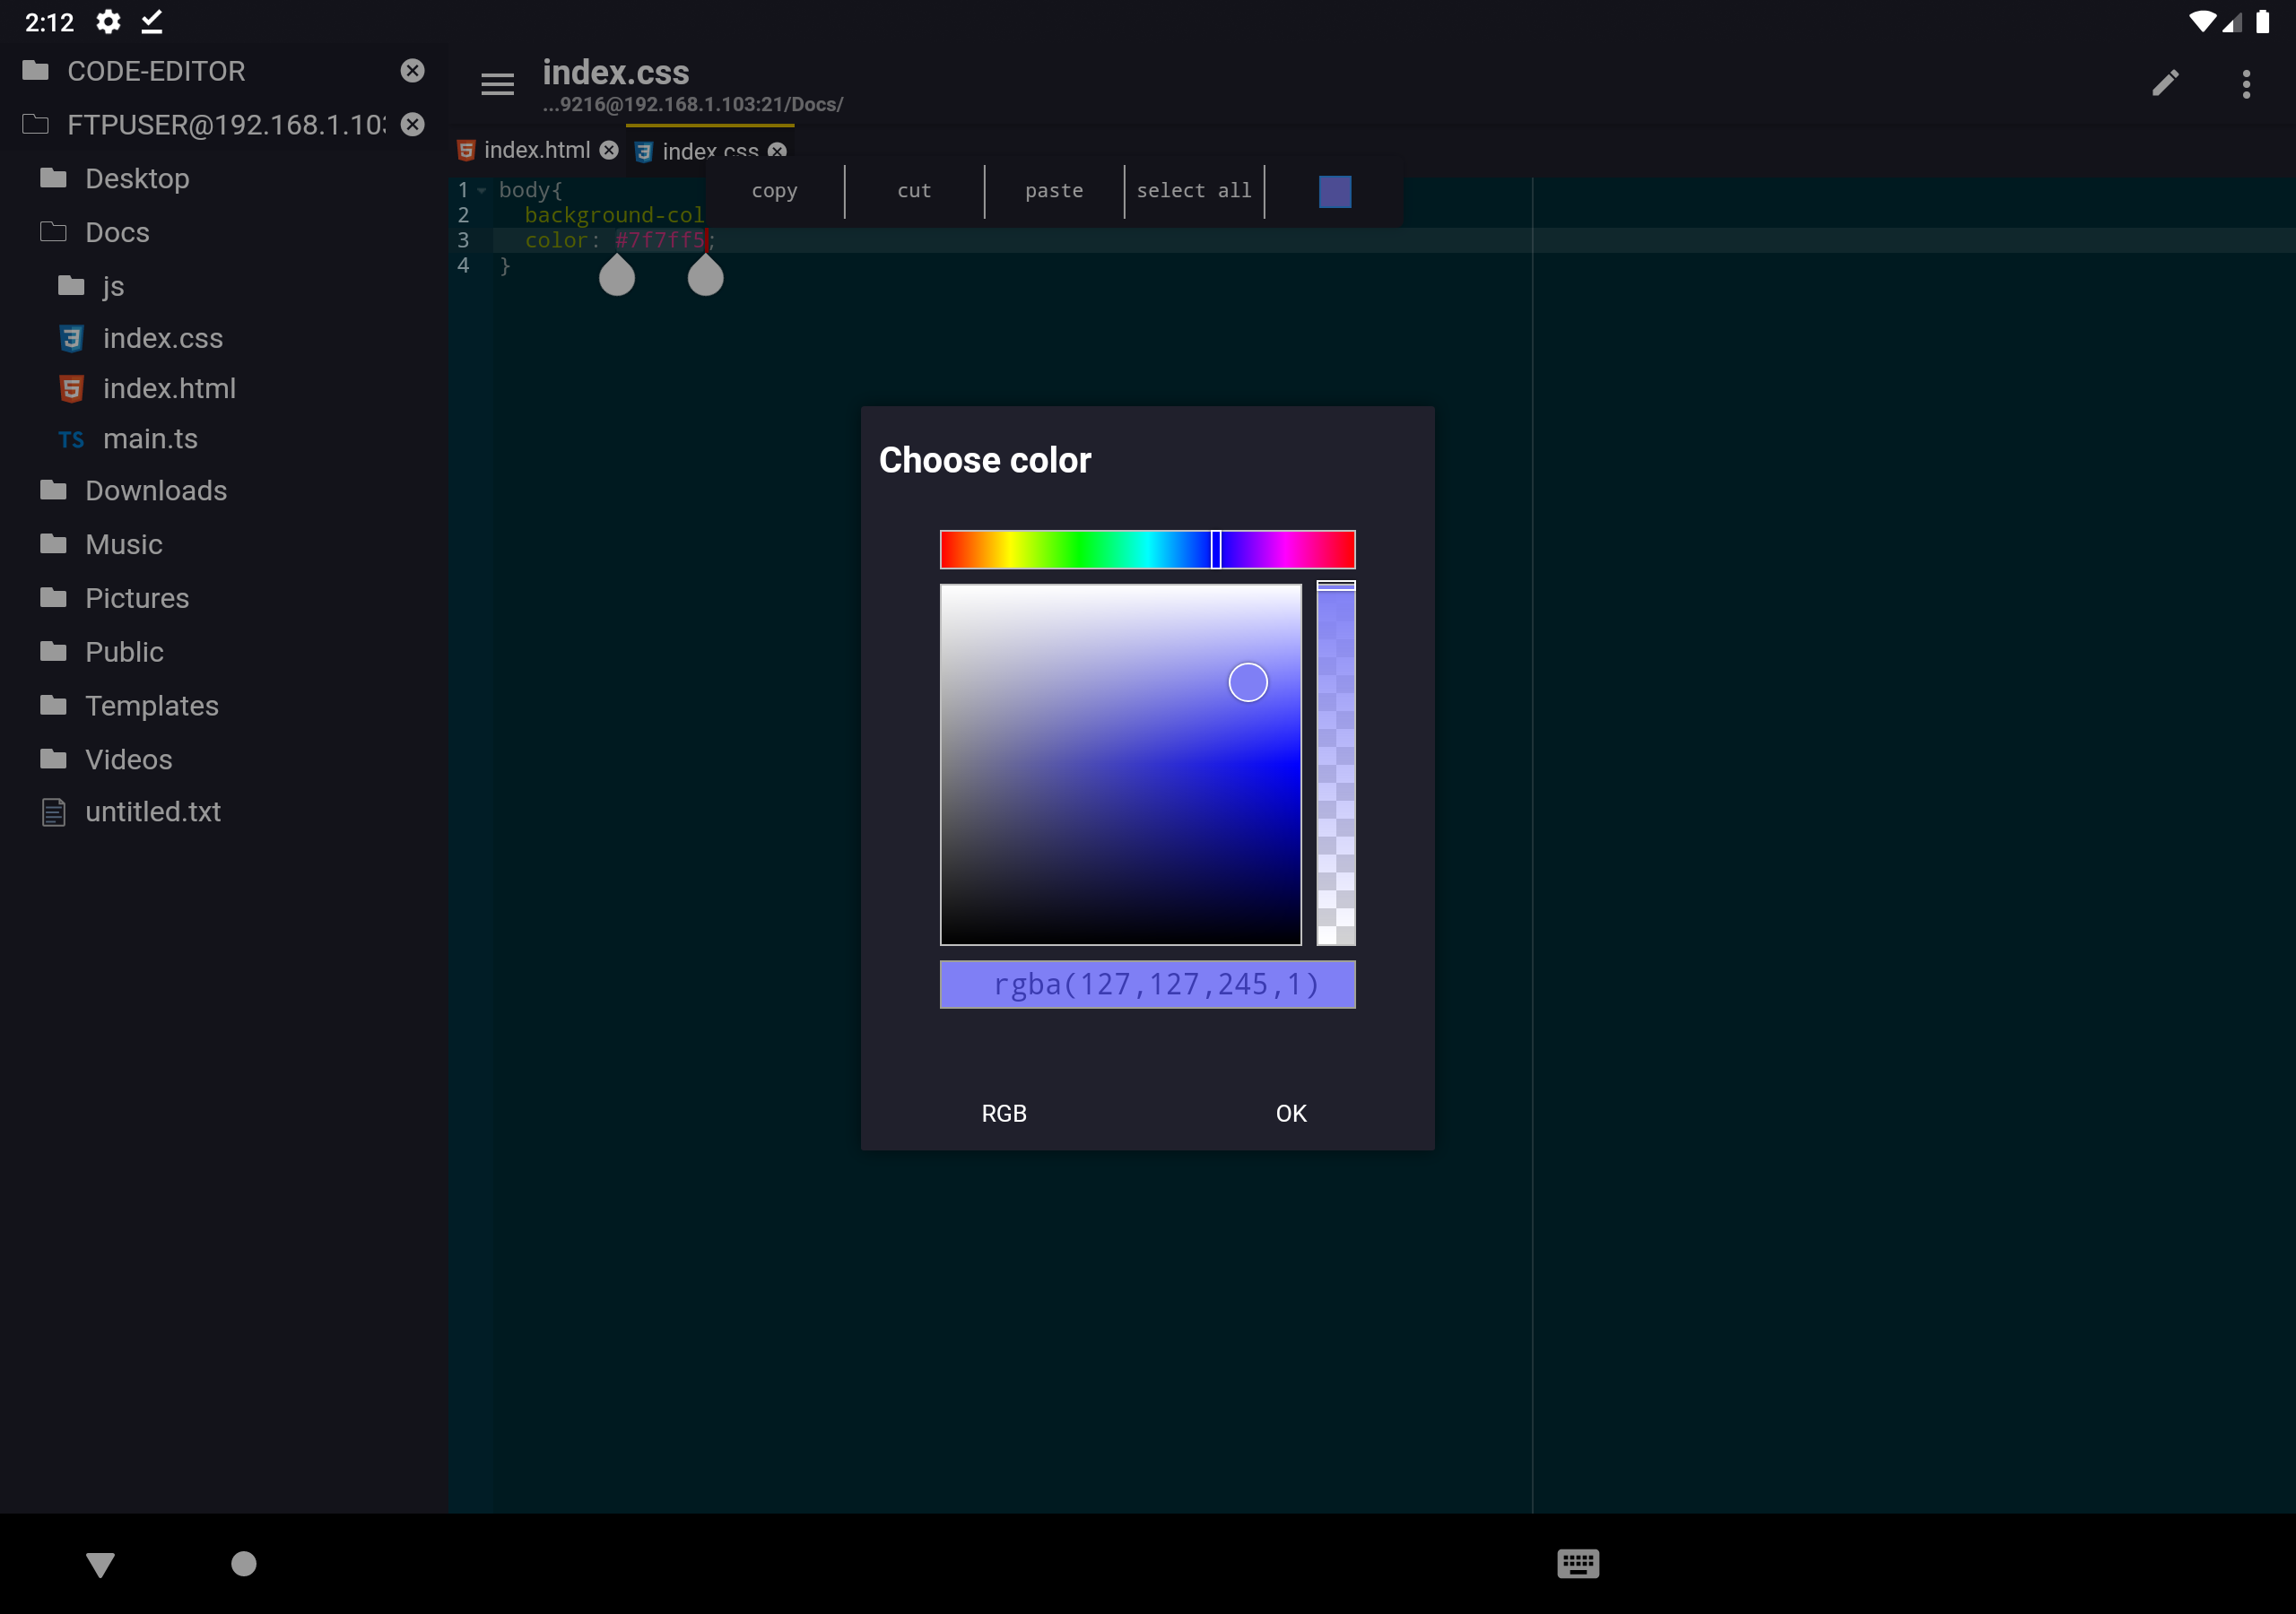 2:12
CODE-EDITOR
FTPUSER@192.168.1.103
Desktop
Docs
js
index.css
index.html
TS main.ts
Downloads
Music
Pictures
Public
Templates
Videos
untitled.txt
index.css
...9216@192.168.1.103:21/Docs/
index.html
index.css
copy
cut
paste
select all
1 body{
2 background-col
3 color: #7f7ff5;
4 }
Choose color
rgba(127,127,245,1)
RGB
OK